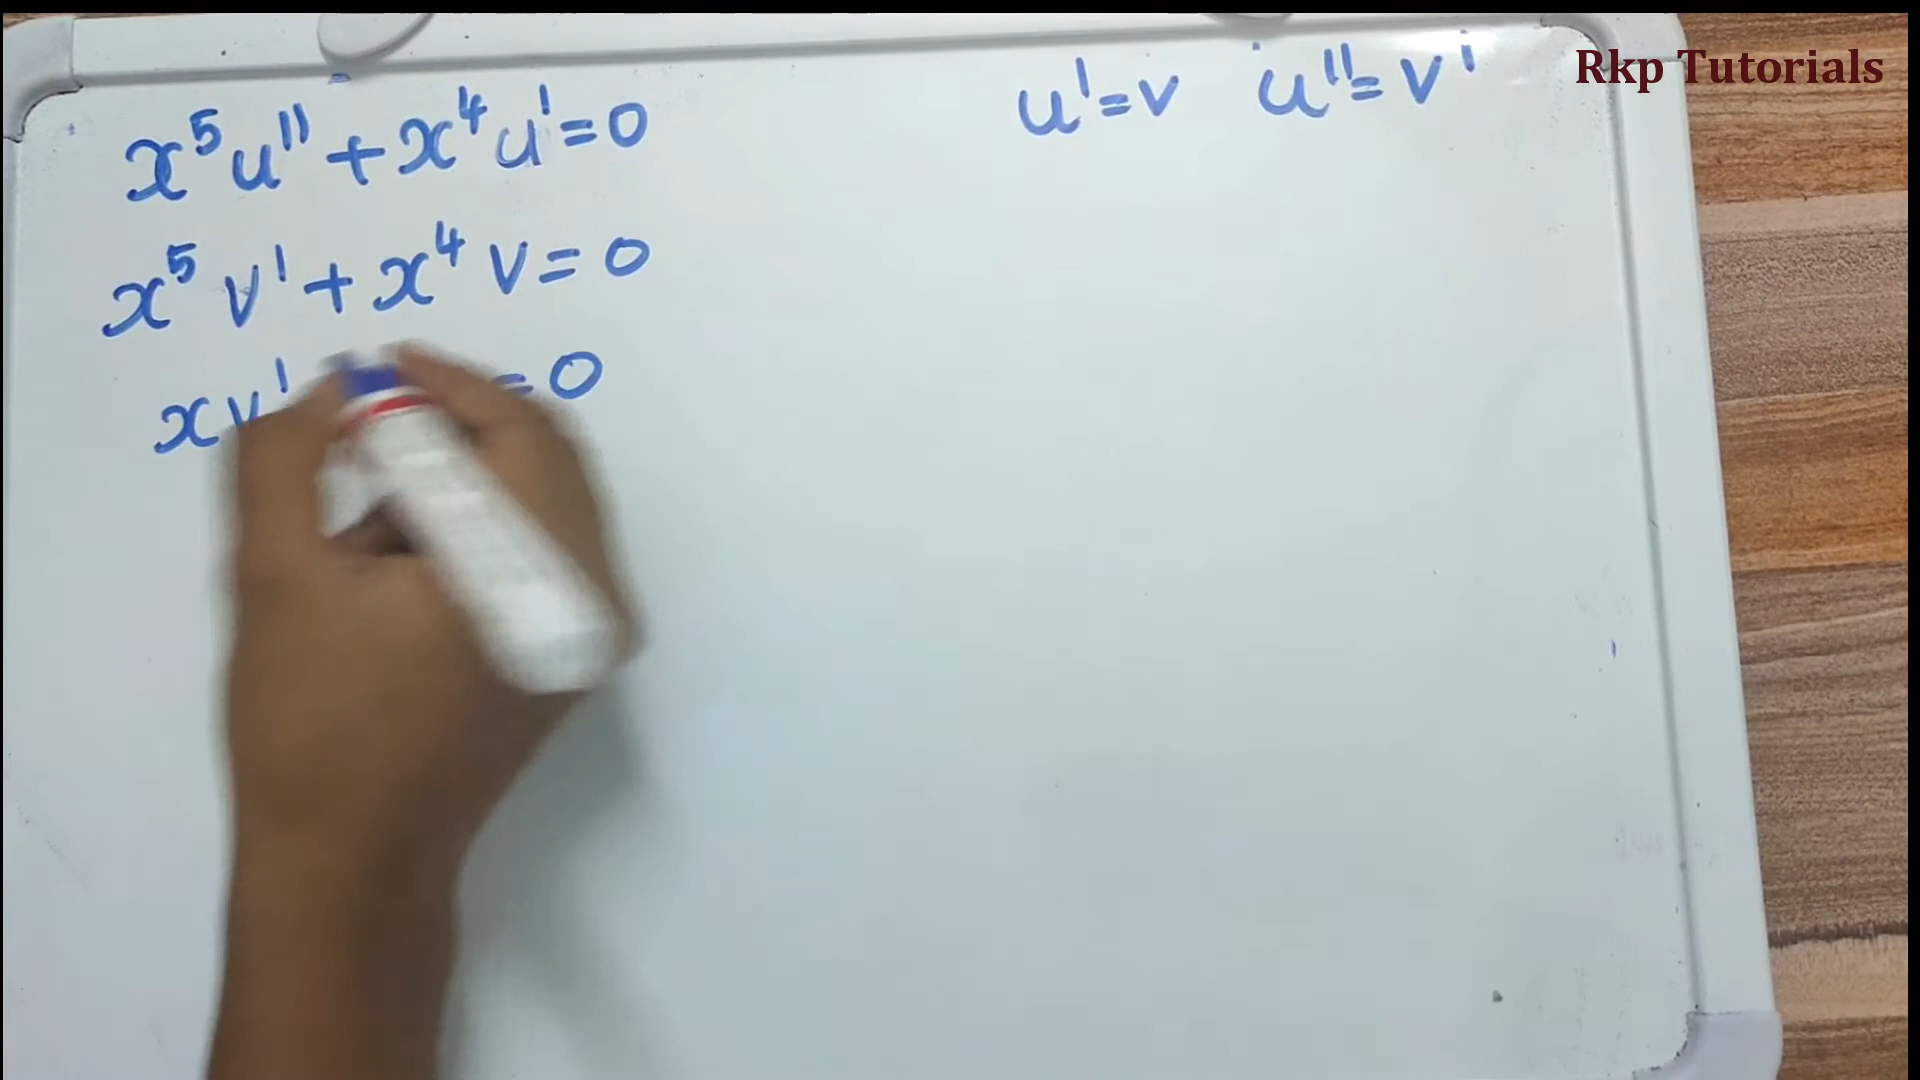 Rkp Tutorials
x⁵u'' + x⁴u' = 0
u' = v u'' = v'
x⁵v' + x⁴v = 0
xv' = 0